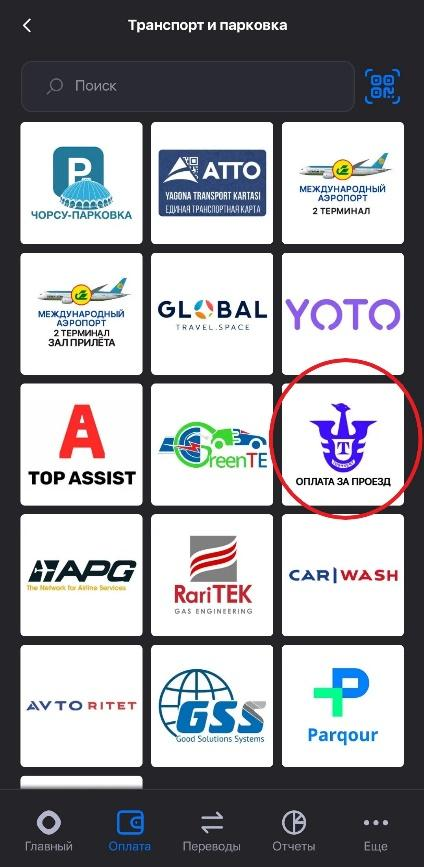 Транспорт и парковка
Поиск
P
ЧОРСУ-ПАРКОВКА
ATTO
YAGONA TRANSPORT KARTASI
ЕДИНАЯ ТРАНСПОРТНАЯ КАРТА
МЕЖДУНАРОДНЫЙ
АЭРОПОРТ
2 ТЕРМИНАЛ
МЕЖДУНАРОДНЫЙ
АЭРОПОРТ
2 ТЕРМИНАЛ
ЗАЛ ПРИЛЁТА
GLOBAL
TRAVEL.SPACE
YOTO
A
TOP ASSIST
GreenTE
T
ОПЛАТА ЗА ПРОЕЗД
APG
The Network for Airline Services
RariTEK
GAS ENGINEERING
CAR|WASH
AVTO RITET
GSS
Good Solutions Systems
Parqour
Главный
Оплата
Переводы
Отчеты
Еще